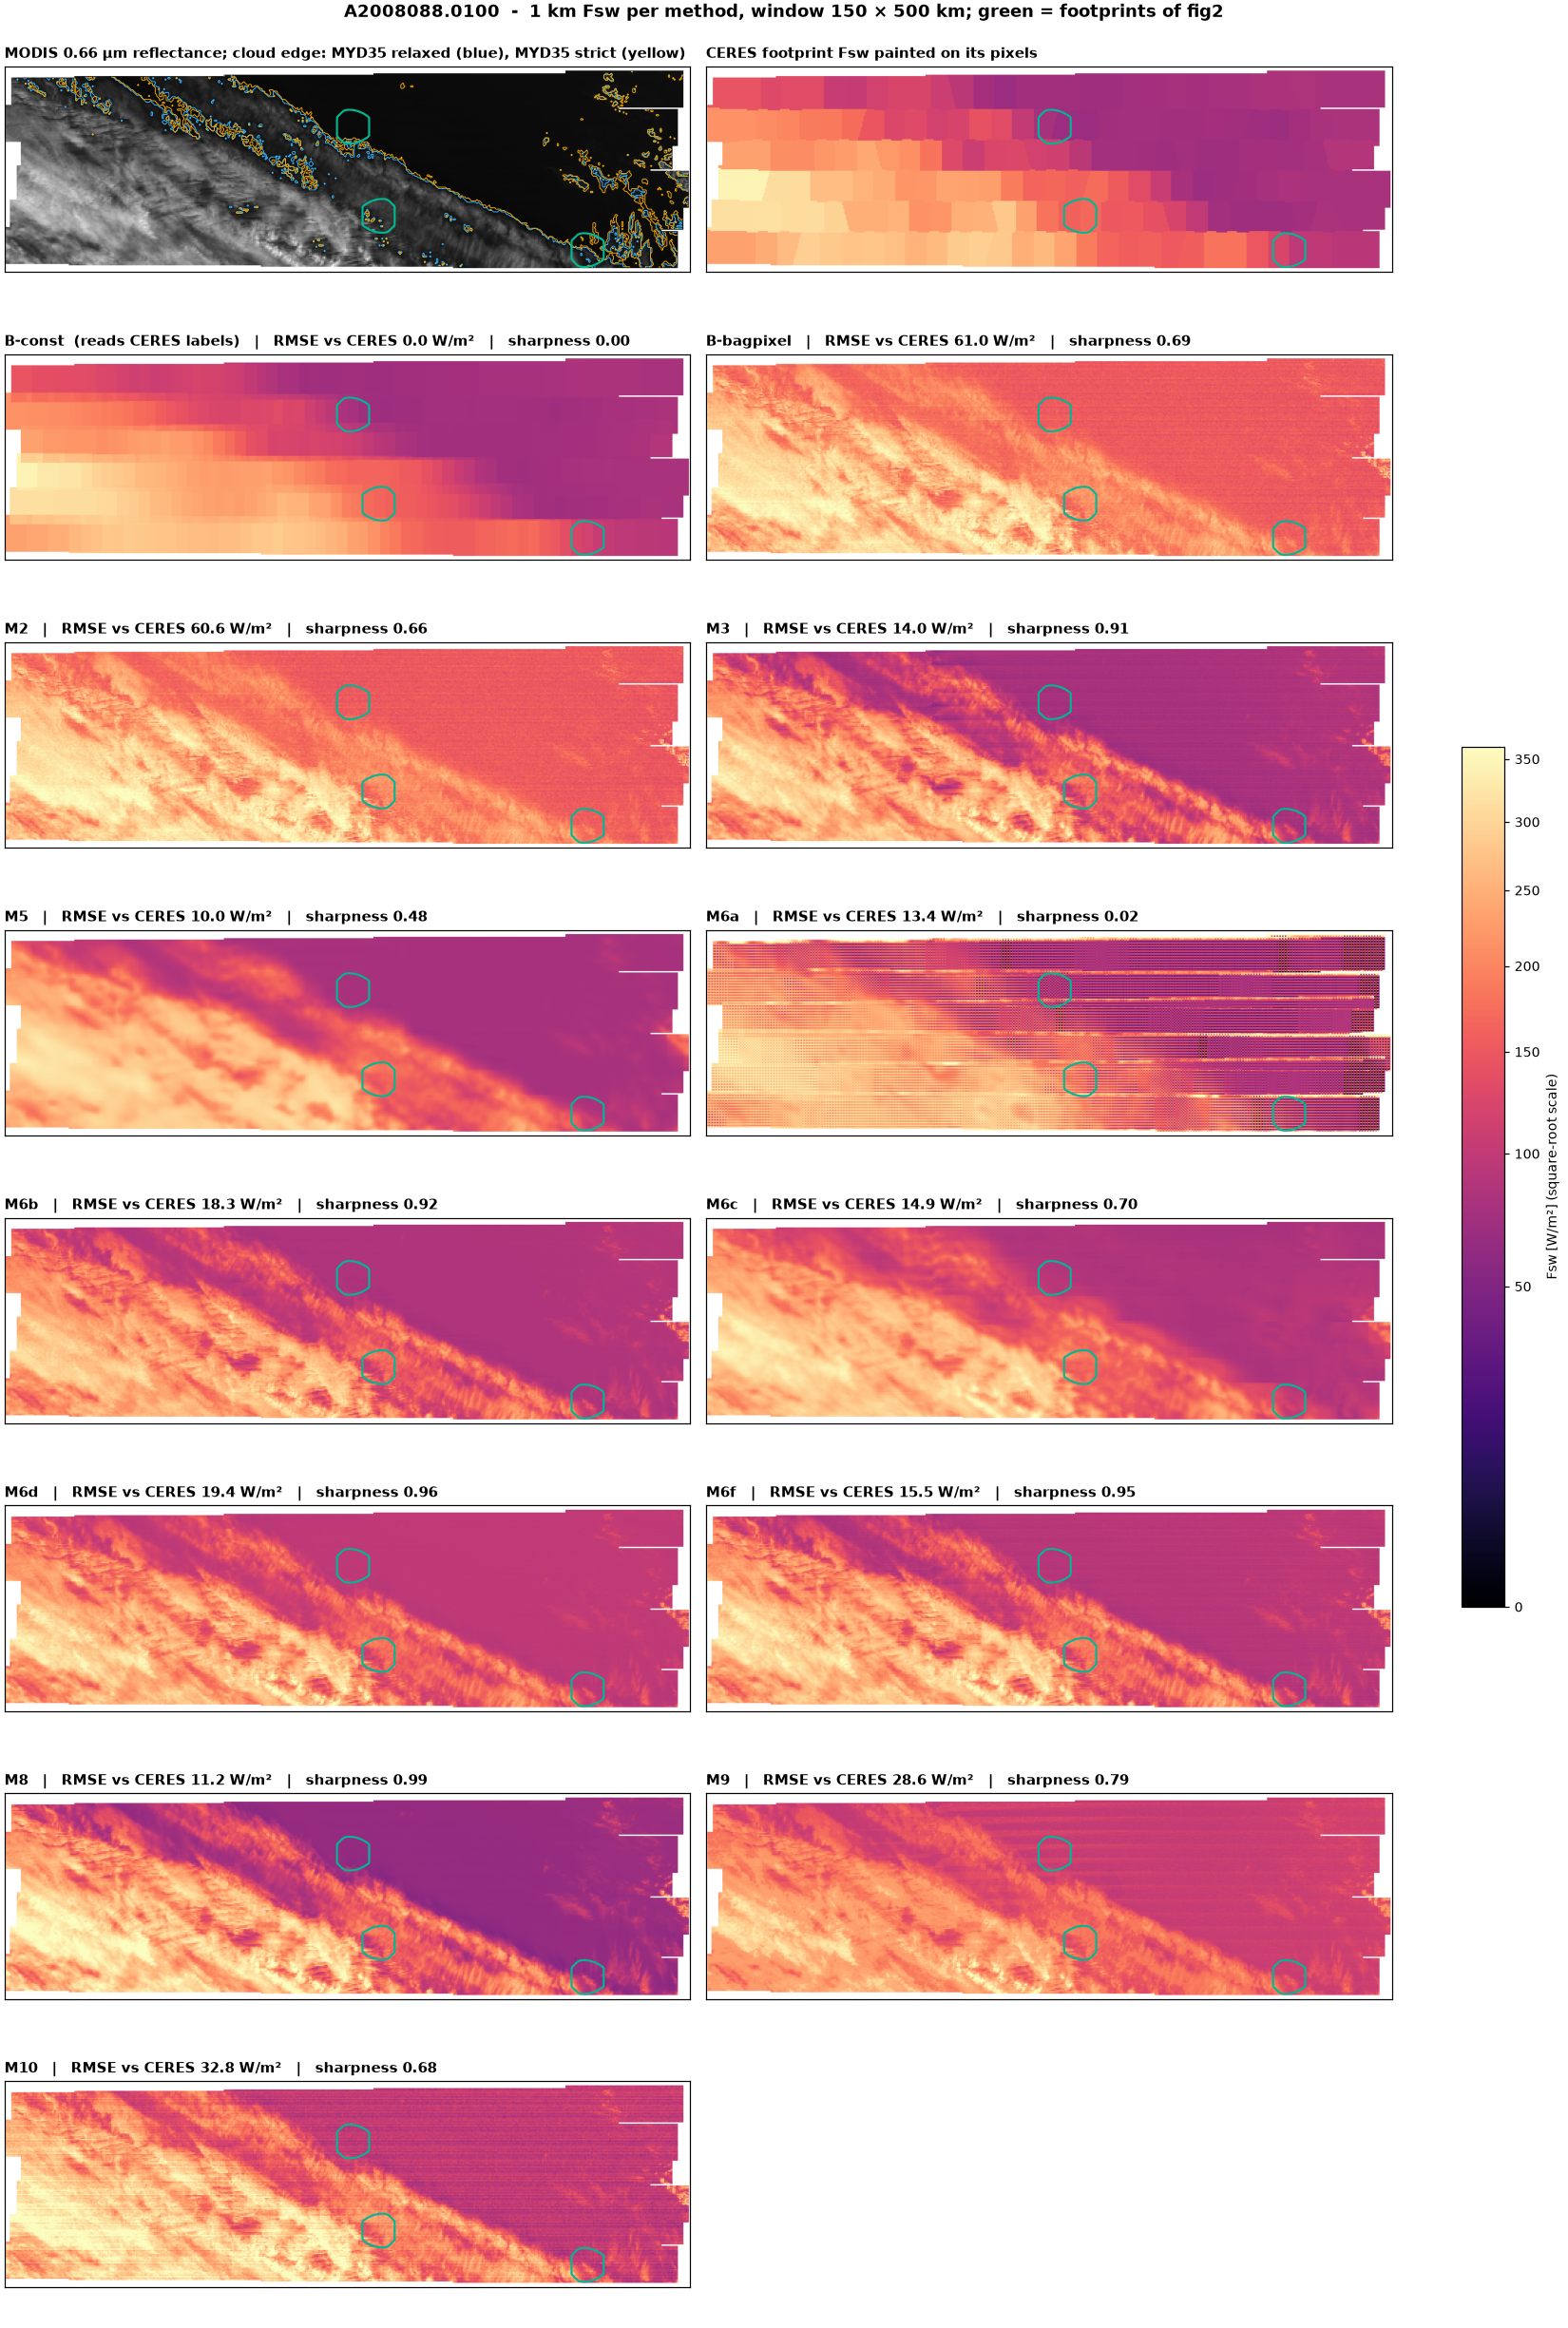 A2008088.0100 - 1 km Fsw per method, window 150 × 500 km; green = footprints of fig2
MODIS 0.66 µm reflectance; cloud edge: MYD35 relaxed (blue), MYD35 strict (yellow)
CERES footprint Fsw painted on its pixels
B-const (reads CERES labels) | RMSE vs CERES 0.0 W/m² | sharpness 0.00
B-bagpixel | RMSE vs CERES 61.0 W/m² | sharpness 0.69
M2 | RMSE vs CERES 60.6 W/m² | sharpness 0.66
M3 | RMSE vs CERES 14.0 W/m² | sharpness 0.91
M5 | RMSE vs CERES 10.0 W/m² | sharpness 0.48
M6a | RMSE vs CERES 13.4 W/m² | sharpness 0.02
M6b | RMSE vs CERES 18.3 W/m² | sharpness 0.92
M6c | RMSE vs CERES 14.9 W/m² | sharpness 0.70
M6d | RMSE vs CERES 19.4 W/m² | sharpness 0.96
M6f | RMSE vs CERES 15.5 W/m² | sharpness 0.95
M8 | RMSE vs CERES 11.2 W/m² | sharpness 0.99
M9 | RMSE vs CERES 28.6 W/m² | sharpness 0.79
M10 | RMSE vs CERES 32.8 W/m² | sharpness 0.68
350
300
250
200
150
100
50
0
Fsw [W/m²] (square-root scale)